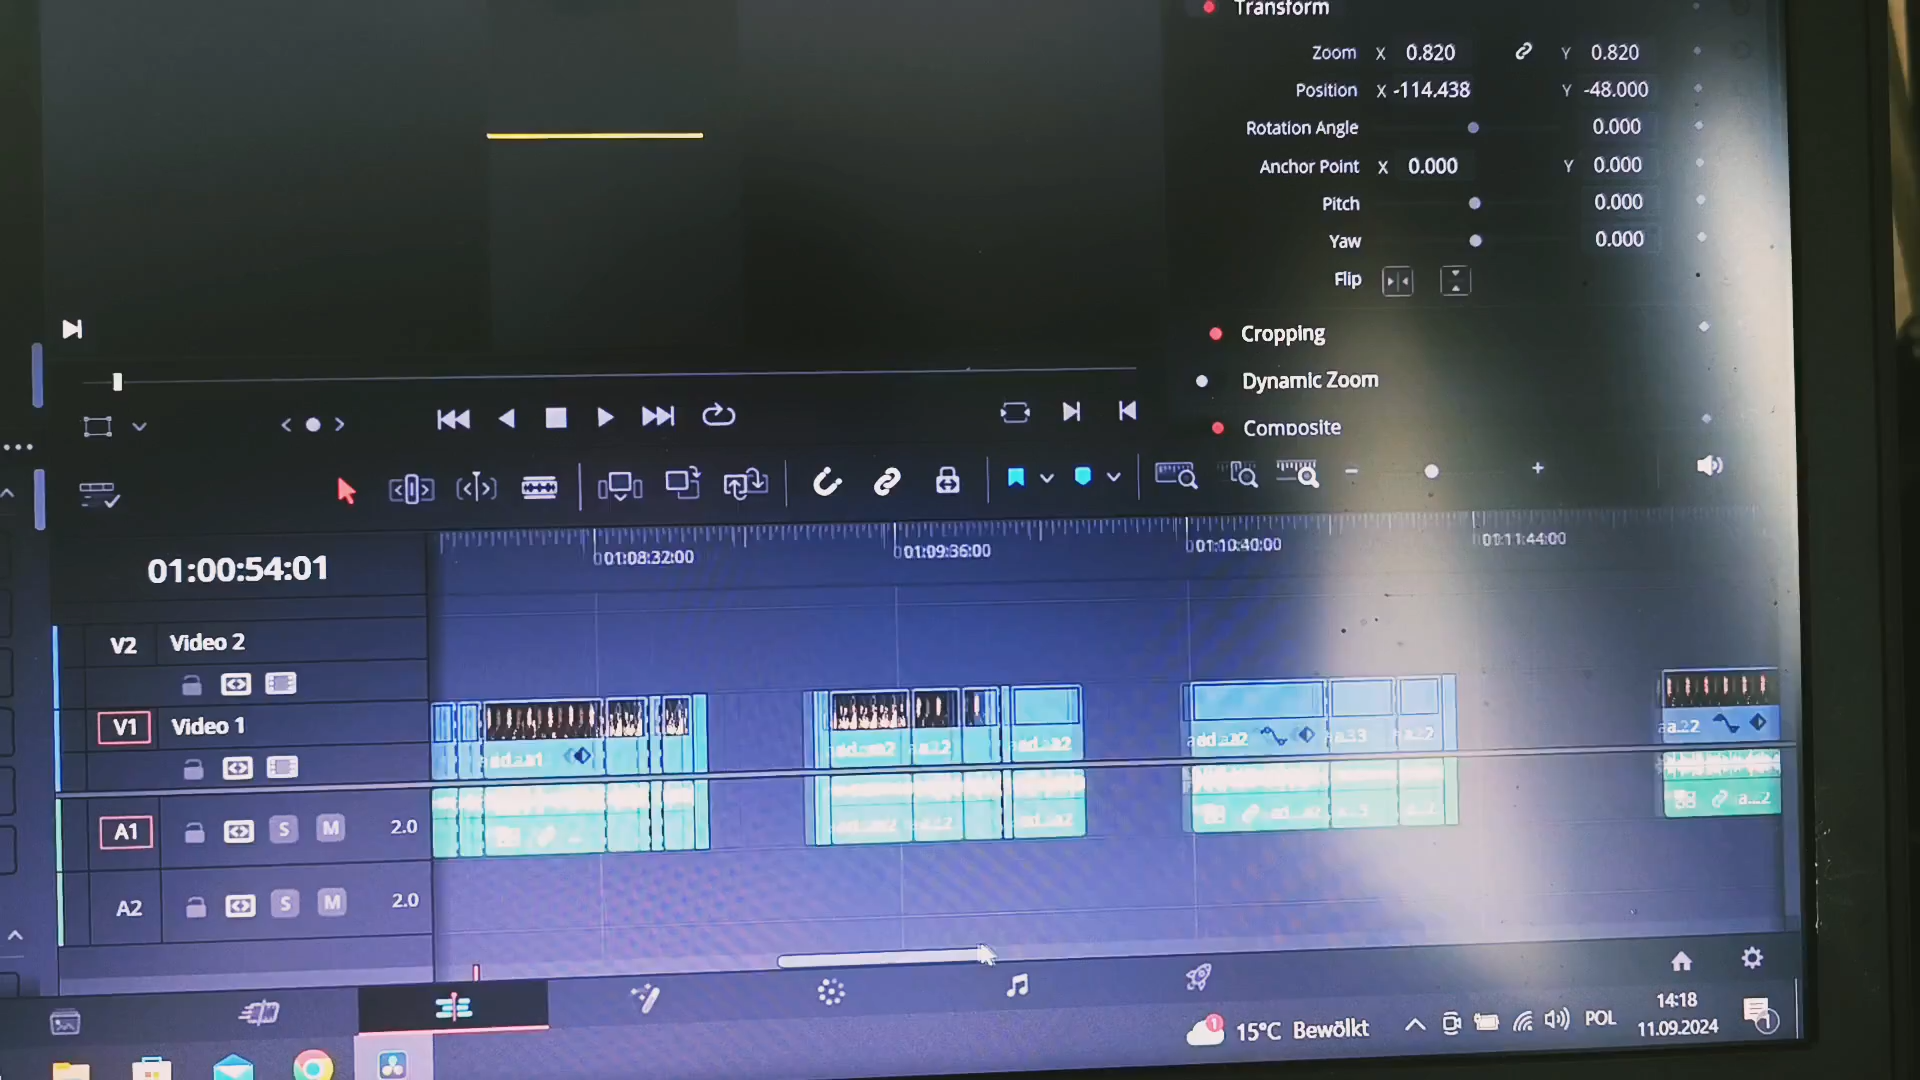 Transform
Zoom X 0.820 Y 0.820
Position X -114.438 Y -48.000
Rotation Angle 0.000
Anchor Point X 0.000 Y 0.000
Pitch 0.000
Yaw 0.000
Flip
Cropping
Dynamic Zoom
Composite
01:00:54:01
01:08:32:00 01:09:36:00 01:10:40:00 01:11:44:00
V2 Video 2
V1 Video 1
A1 S M 2.0
A2 S M 2.0
15°C Bewölkt
POL
14:18
11.09.2024
1